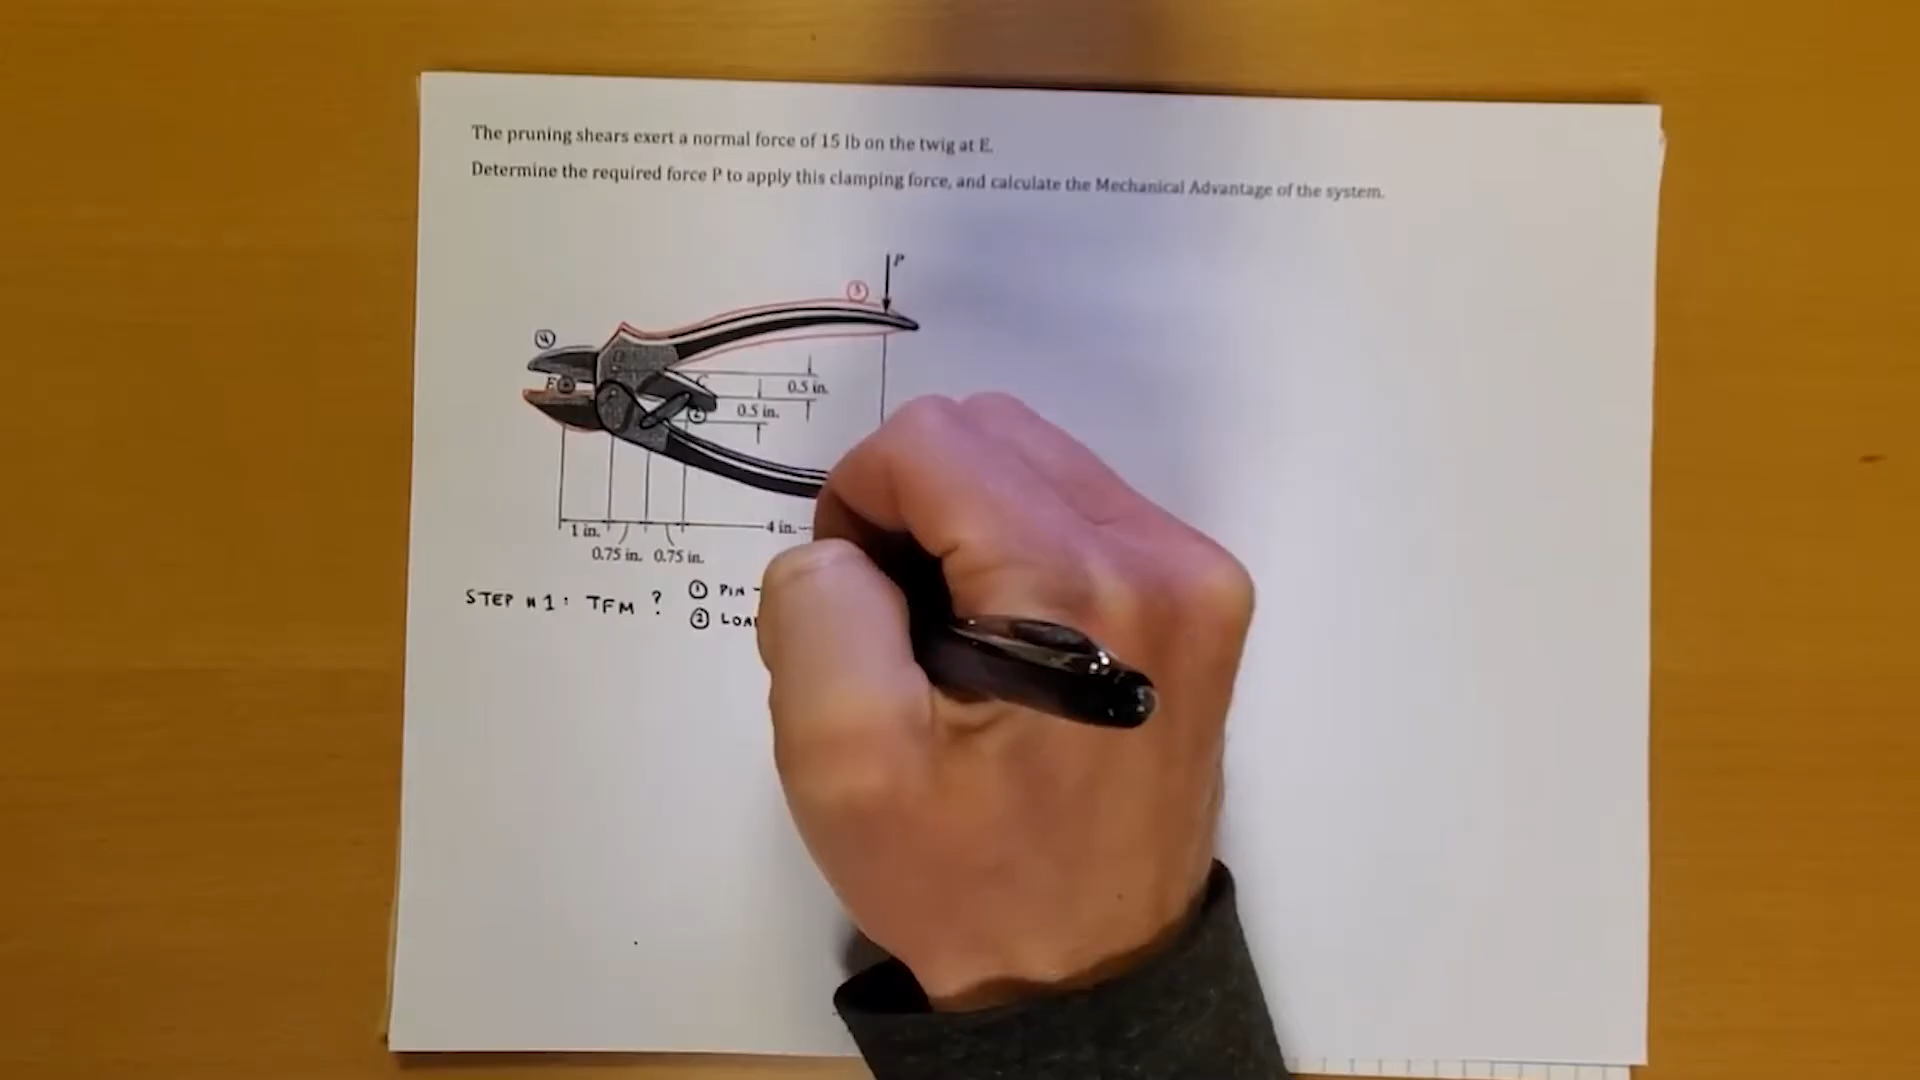 The pruning shears exert a normal force of 15 lb on the twig at E.
Determine the required force P to apply this clamping force, and calculate the Mechanical Advantage of the system.
P
3
4
E
C
2
0.5 in.
0.5 in.
1 in.
4 in.
0.75 in. 0.75 in.
STEP # 1: TFM ? ① PIN
② LOA